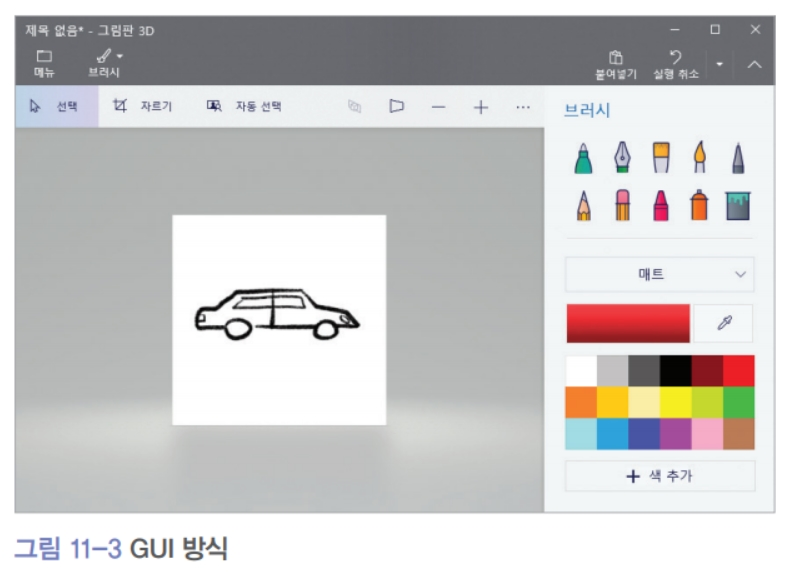 제목 없음* - 그림판 3D
메뉴 브러시 붙여넣기 실행 취소
선택 자르기 자동 선택
브러시
매트
색 추가
그림 11-3 GUI 방식